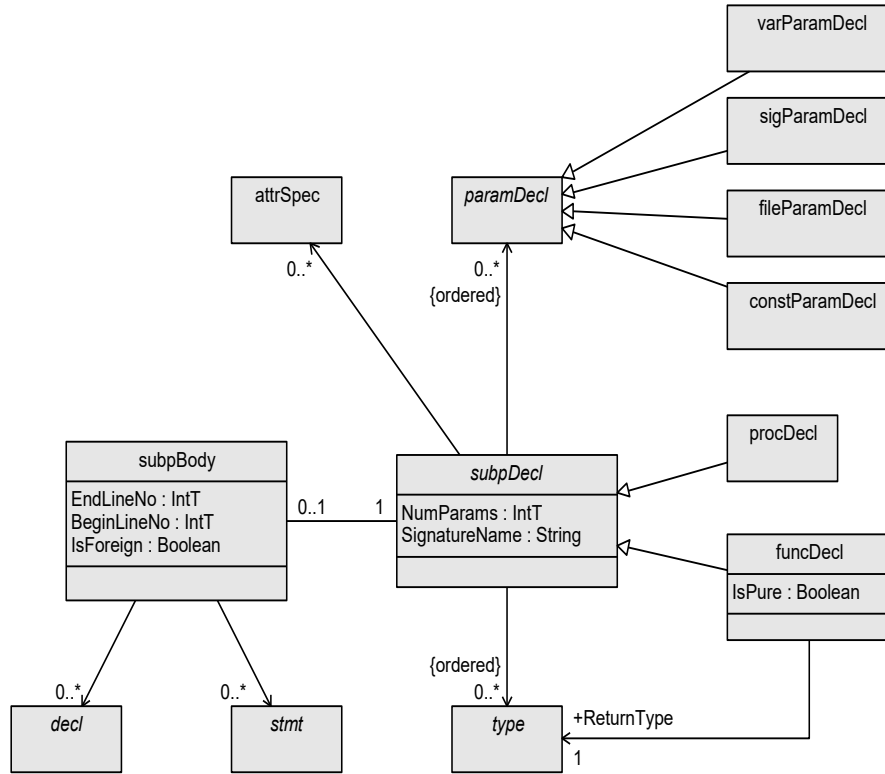 varParamDecl
sigParamDecl
attrSpec
paramDecl
fileParamDecl
0..*
0..*
{ordered}
constParamDecl
procDecl
subpBody
subpDecl
EndLineNo : IntT
BeginLineNo : IntT
IsForeign : Boolean
0..1
1
NumParams : IntT
SignatureName : String
funcDecl
IsPure : Boolean
{ordered}
0..*
0..*
0..*
decl
stmt
type
+ReturnType
1